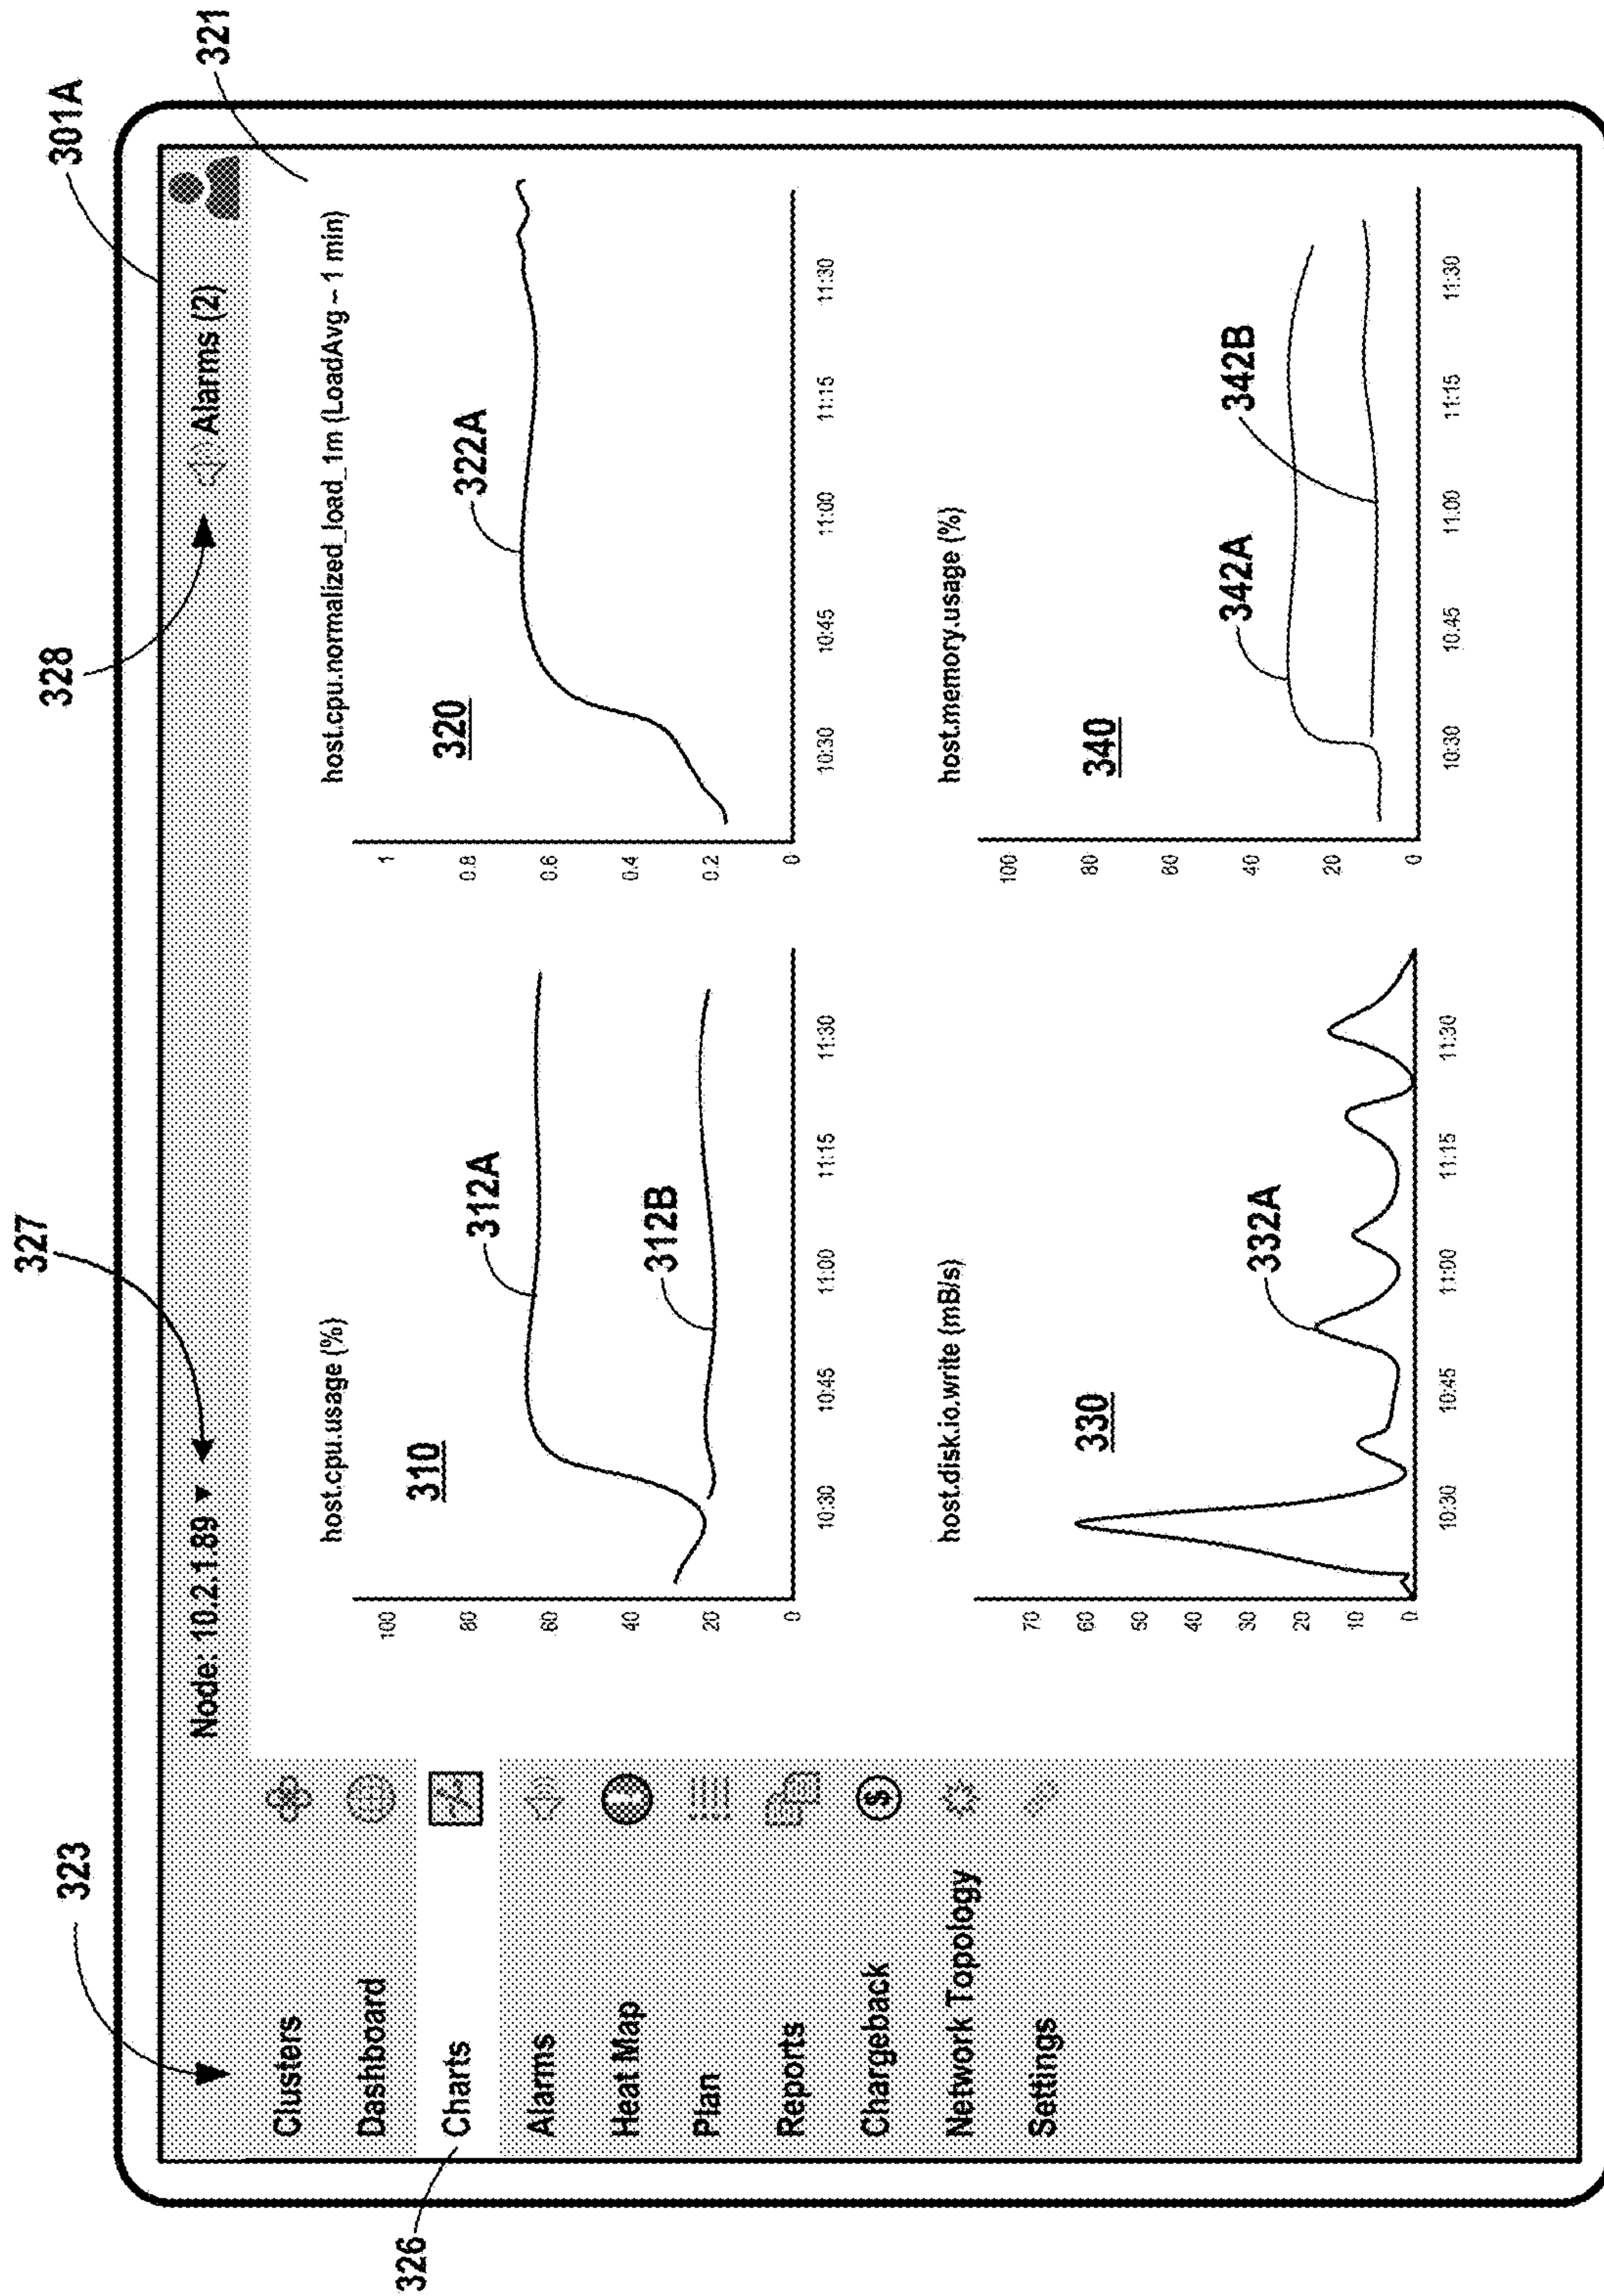 323
327
328
301A
321
326
Node: 10.2.1.89
Alarms (2)
Clusters
Dashboard
Charts
Alarms
Heat Map
Plan
Reports
Chargeback
$
Network Topology
Settings
host.cpu.usage (%)
310
312A
312B
100
80
60
40
20
0
10:30 10:45 11:00 11:15 11:30
host.cpu.normalized_load_1m (LoadAvg ~ 1 min)
320
322A
1
0.8
0.6
0.4
0.2
0
10:30 10:45 11:00 11:15 11:30
host.disk.io.write (mB/s)
330
332A
70
60
50
40
30
20
10
0
10:30 10:45 11:00 11:15 11:30
host.memory.usage (%)
340
342A
342B
100
80
60
40
20
0
10:30 10:45 11:00 11:15 11:30